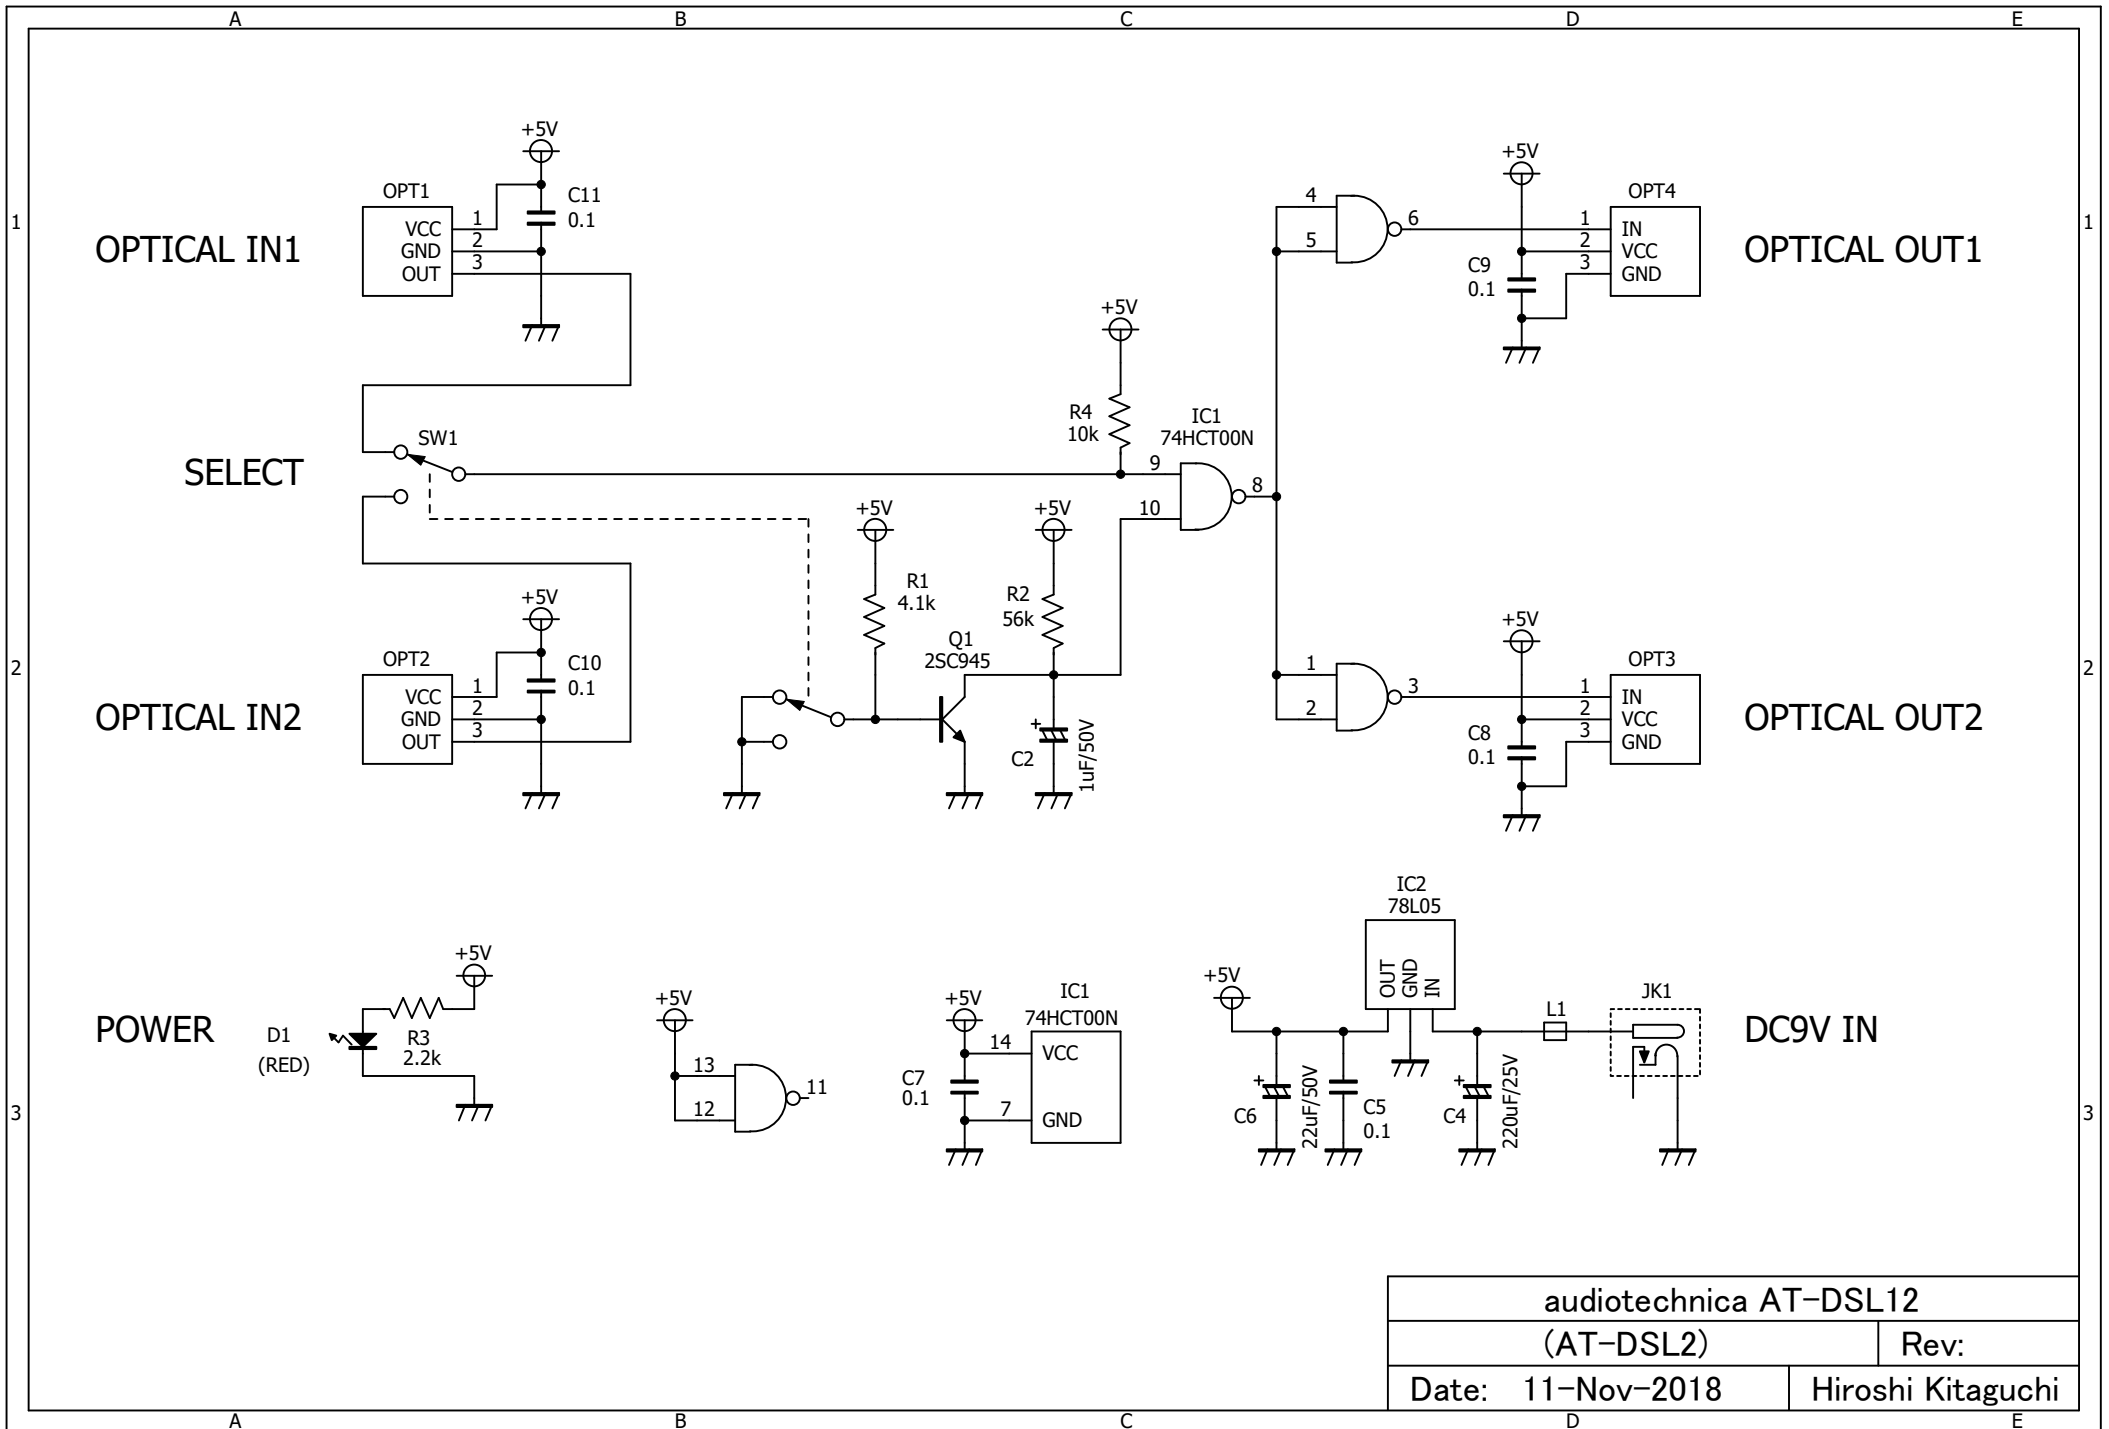 A B C D E
1 1
2 2
3 3
OPTICAL IN1
OPT1
VCC 1
GND 2
OUT 3
+5V
C11
0.1
SELECT
SW1
OPTICAL IN2
OPT2
VCC 1
GND 2
OUT 3
+5V
C10
0.1
+5V
R1
4.1k
Q1
2SC945
+5V
R2
56k
+
C2
1uF/50V
+5V
R4
10k
IC1
74HCT00N
9
10
8
4
5
6
1
2
3
+5V
C9
0.1
OPT4
1 IN
2 VCC
3 GND
OPTICAL OUT1
+5V
C8
0.1
OPT3
1 IN
2 VCC
3 GND
OPTICAL OUT2
POWER
D1
(RED)
R3
2.2k
+5V
+5V
13
12
11
+5V
C7
0.1
IC1
74HCT00N
14 VCC
7 GND
+5V
+
C6
22uF/50V
C5
0.1
IC2
78L05
OUT
GND
IN
+
C4
220uF/25V
L1
JK1
DC9V IN
audiotechnica AT-DSL12
(AT-DSL2) Rev:
Date: 11-Nov-2018 Hiroshi Kitaguchi
A B C D E